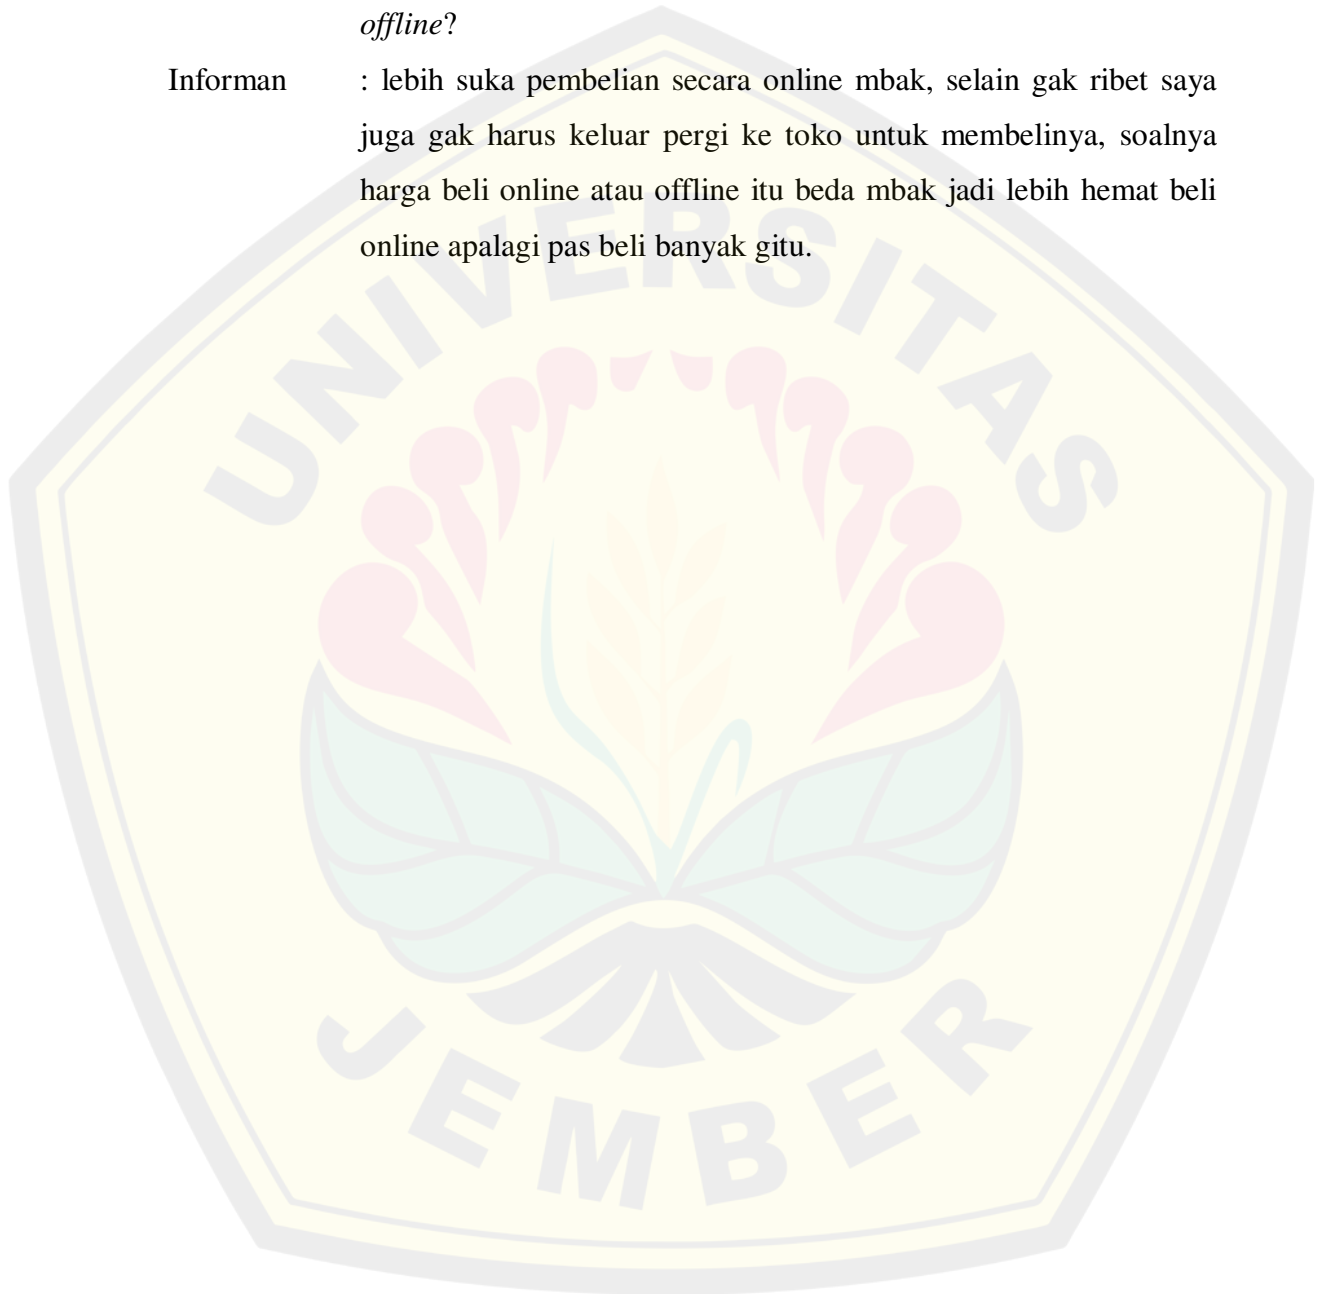 offline?
Informan : lebih suka pembelian secara online mbak, selain gak ribet saya
juga gak harus keluar pergi ke toko untuk membelinya, soalnya
harga beli online atau offline itu beda mbak jadi lebih hemat beli
online apalagi pas beli banyak gitu.
UNIVERSITAS
JEMBER